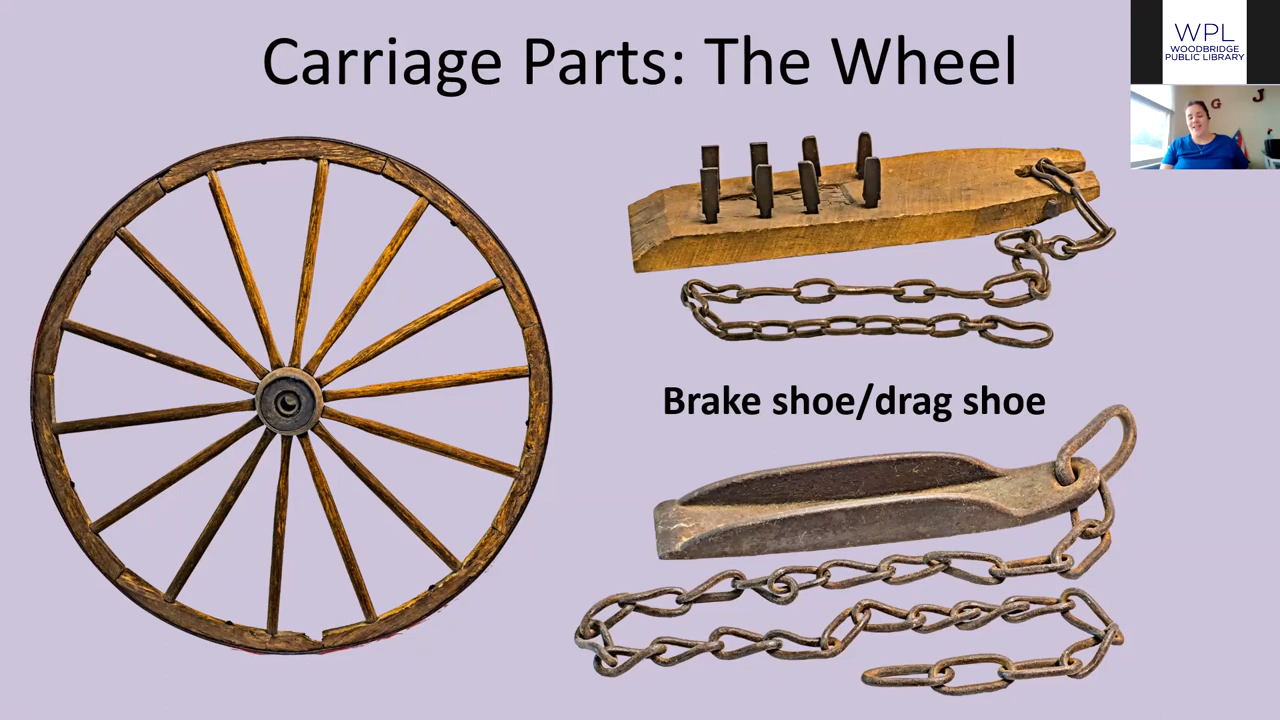 Carriage Parts: The Wheel
WPL
WOODBRIDGE
PUBLIC LIBRARY
G J
Brake shoe/drag shoe